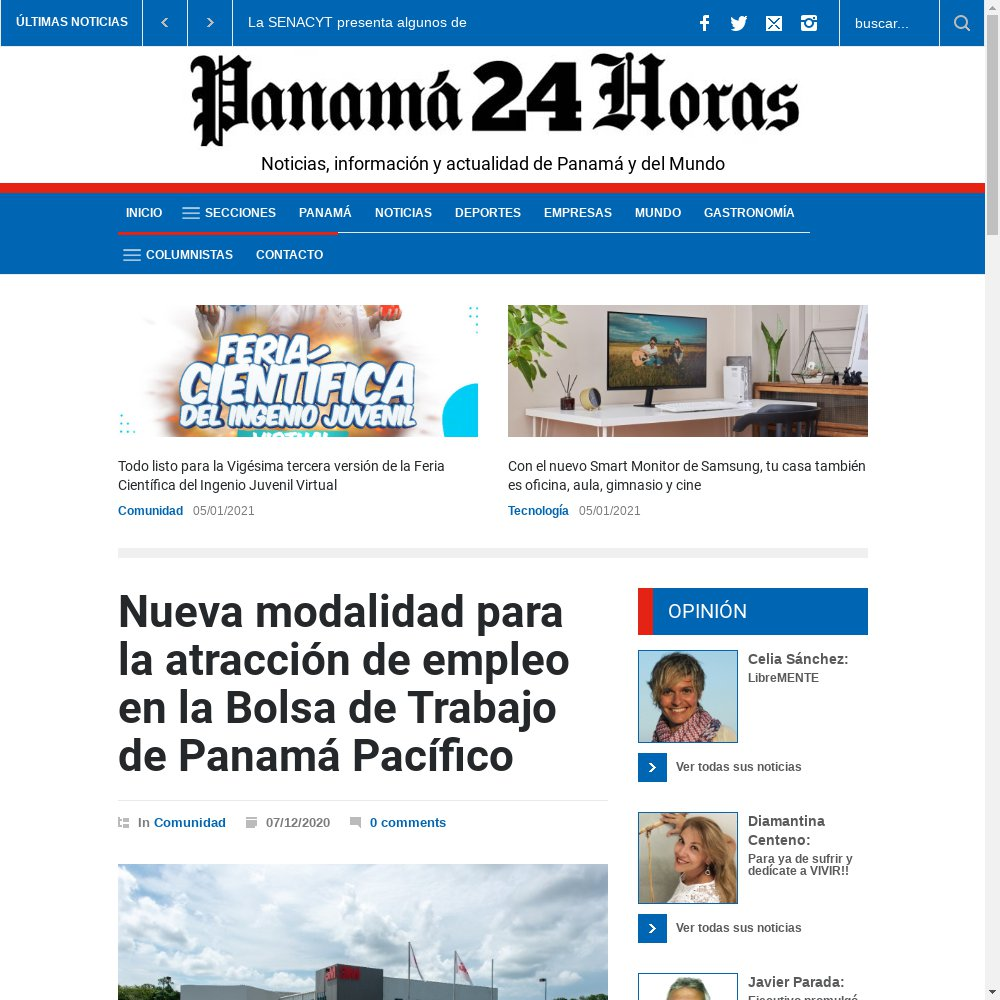 ÚLTIMAS NOTICIAS
La SENACYT presenta algunos de
buscar...
Panamá 24 Horas
Noticias, información y actualidad de Panamá y del Mundo
INICIO
SECCIONES
PANAMÁ
NOTICIAS
DEPORTES
EMPRESAS
MUNDO
GASTRONOMÍA
COLUMNISTAS
CONTACTO
FERIA
CIENTÍFICA
DEL INGENIO JUVENIL
VIRTUAL
Todo listo para la Vigésima tercera versión de la Feria
Científica del Ingenio Juvenil Virtual
Comunidad 05/01/2021
Con el nuevo Smart Monitor de Samsung, tu casa también
es oficina, aula, gimnasio y cine
Tecnología 05/01/2021
Nueva modalidad para
la atracción de empleo
en la Bolsa de Trabajo
de Panamá Pacífico
In Comunidad 07/12/2020 0 comments
OPINIÓN
Celia Sánchez:
LibreMENTE
Ver todas sus noticias
Diamantina
Centeno:
Para ya de sufrir y
dedícate a VIVIR!!
Ver todas sus noticias
Javier Parada:
Ejecutivo promulgó